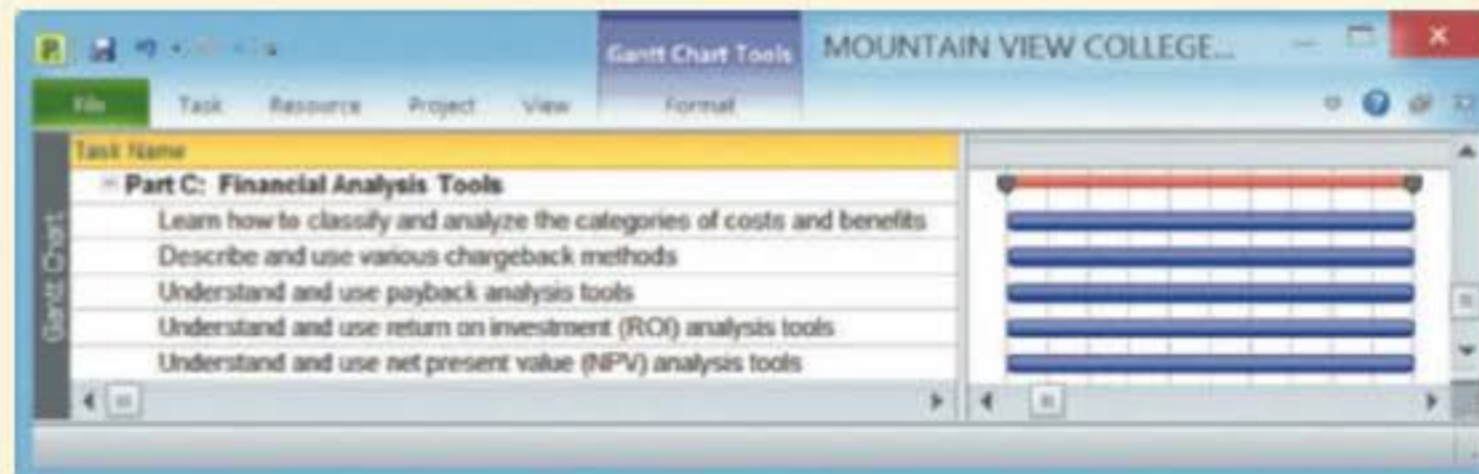 Gantt Chart Tools
MOUNTAIN VIEW COLLEGE...
File Task Resource Project View Format
Task Name
Part C: Financial Analysis Tools
Learn how to classify and analyze the categories of costs and benefits
Describe and use various chargeback methods
Understand and use payback analysis tools
Understand and use return on investment (ROI) analysis tools
Understand and use net present value (NPV) analysis tools
Gantt Chart